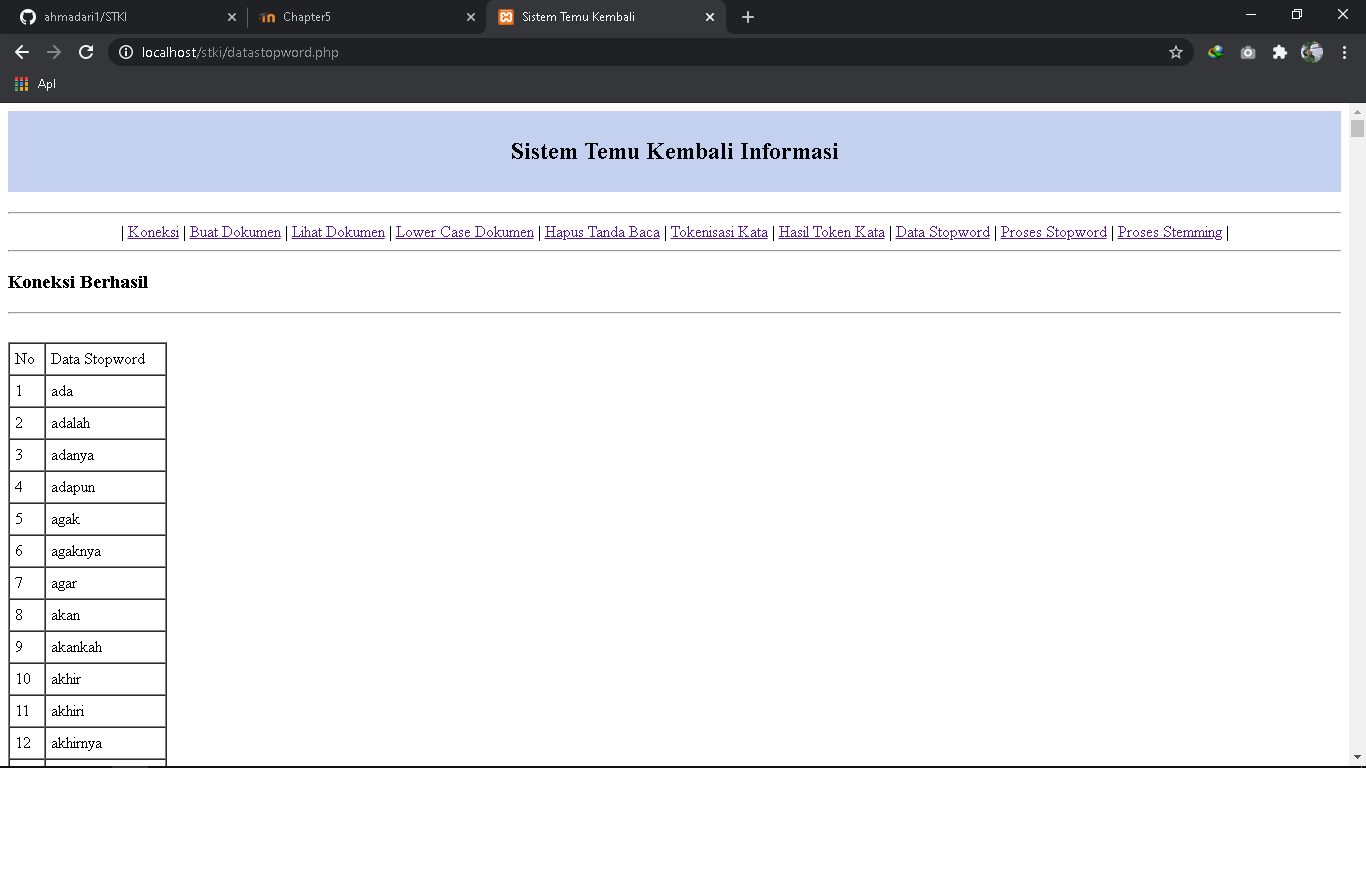 ahmadari1/STKI
Chapter5
Sistem Temu Kembali
localhost/stki/datastopword.php
Apl
Sistem Temu Kembali Informasi
| Koneksi | Buat Dokumen | Lihat Dokumen | Lower Case Dokumen | Hapus Tanda Baca | Tokenisasi Kata | Hasil Token Kata | Data Stopword | Proses Stopword | Proses Stemming |
Koneksi Berhasil
No Data Stopword
1 ada
2 adalah
3 adanya
4 adapun
5 agak
6 agaknya
7 agar
8 akan
9 akankah
10 akhir
11 akhiri
12 akhirnya